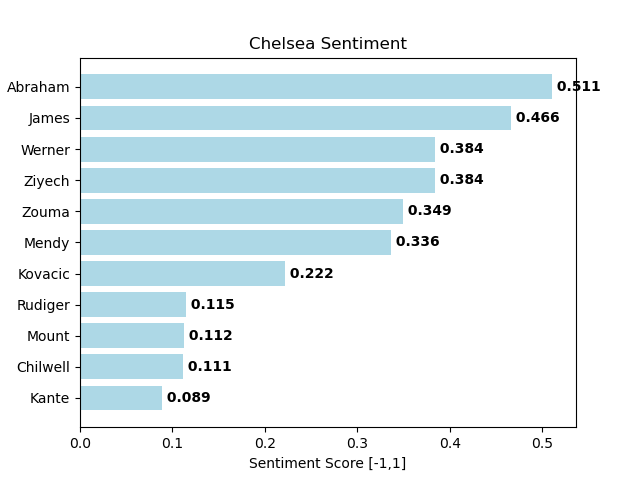 Chelsea Sentiment
Abraham 0.511
James 0.466
Werner 0.384
Ziyech 0.384
Zouma 0.349
Mendy 0.336
Kovacic 0.222
Rudiger 0.115
Mount 0.112
Chilwell 0.111
Kante 0.089
0.0 0.1 0.2 0.3 0.4 0.5
Sentiment Score [-1,1]